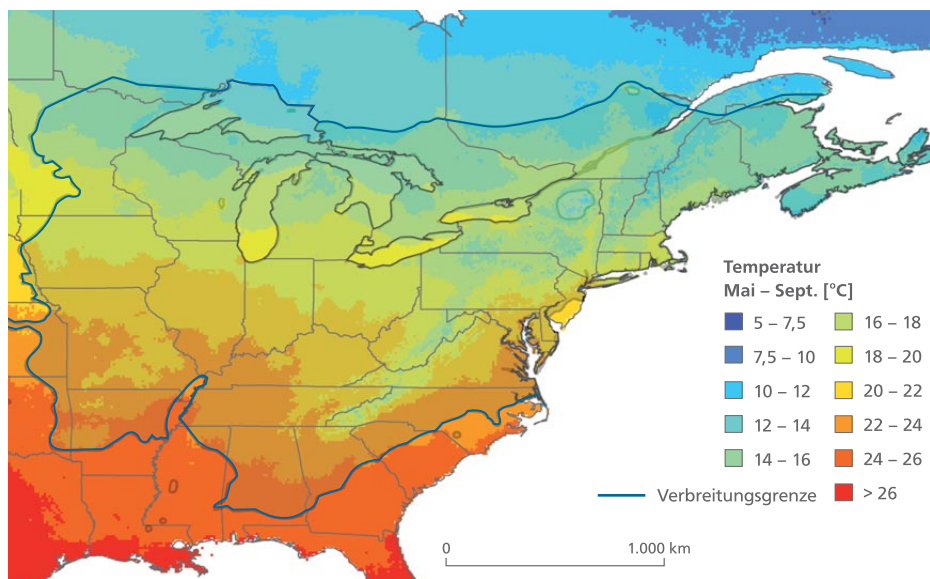 Temperatur
Mai – Sept. [°C]
5 – 7,5
7,5 – 10
10 – 12
12 – 14
14 – 16
16 – 18
18 – 20
20 – 22
22 – 24
24 – 26
> 26
Verbreitungsgrenze
0 1.000 km